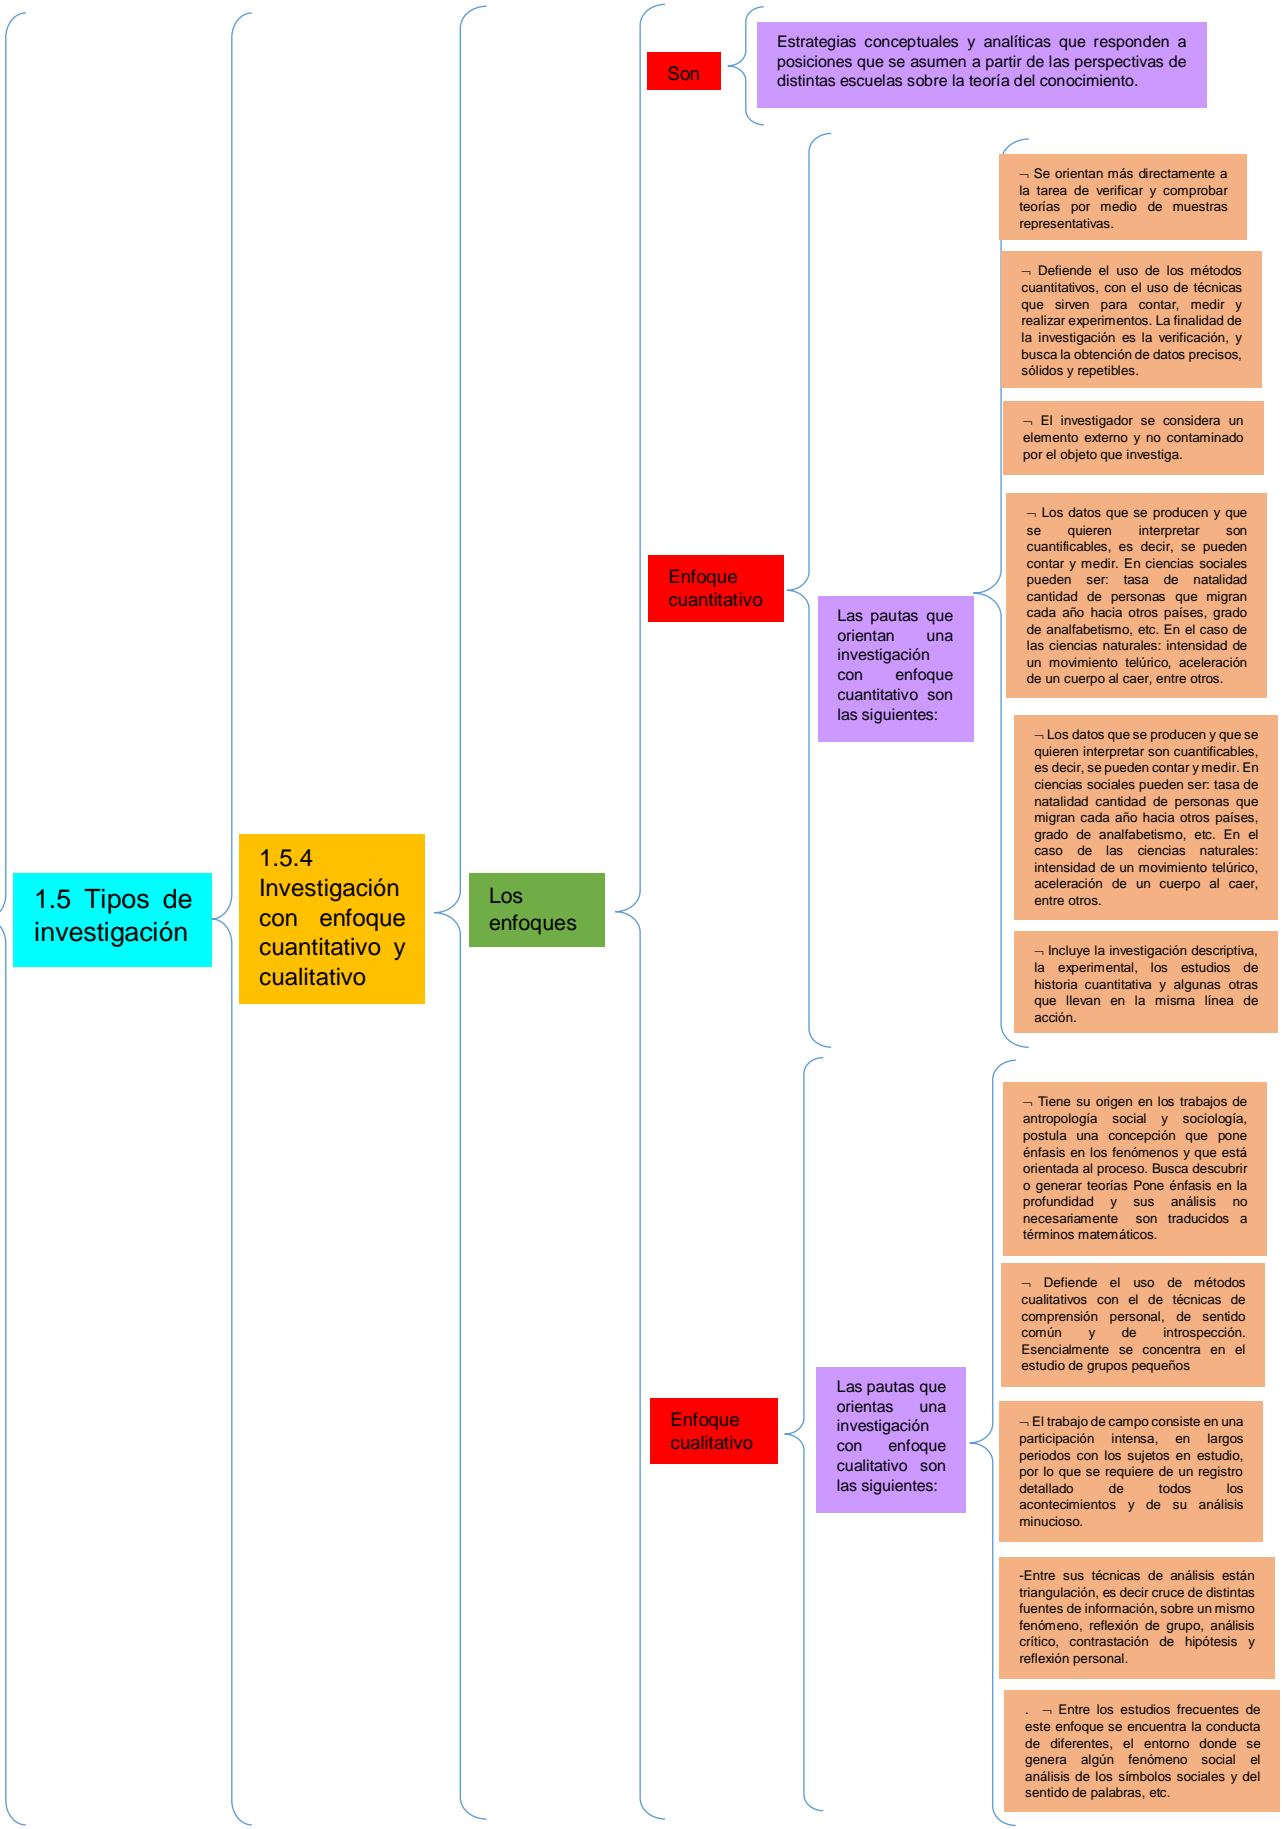 1.5 Tipos de
investigación
1.5.4
Investigación
con enfoque
cuantitativo y
cualitativo
Los
enfoques
Son
Estrategias conceptuales y analíticas que responden a
posiciones que se asumen a partir de las perspectivas de
distintas escuelas sobre la teoría del conocimiento.
Enfoque
cuantitativo
Las pautas que
orientan una
investigación
con enfoque
cuantitativo son
las siguientes:
¬ Se orientan más directamente a
la tarea de verificar y comprobar
teorías por medio de muestras
representativas.
¬ Defiende el uso de los métodos
cuantitativos, con el uso de técnicas
que sirven para contar, medir y
realizar experimentos. La finalidad de
la investigación es la verificación, y
busca la obtención de datos precisos,
sólidos y repetibles.
¬ El investigador se considera un
elemento externo y no contaminado
por el objeto que investiga.
¬ Los datos que se producen y que
se quieren interpretar son
cuantificables, es decir, se pueden
contar y medir. En ciencias sociales
pueden ser: tasa de natalidad
cantidad de personas que migran
cada año hacia otros países, grado
de analfabetismo, etc. En el caso de
las ciencias naturales: intensidad de
un movimiento telúrico, aceleración
de un cuerpo al caer, entre otros.
¬ Los datos que se producen y que se
quieren interpretar son cuantificables,
es decir, se pueden contar y medir. En
ciencias sociales pueden ser: tasa de
natalidad cantidad de personas que
migran cada año hacia otros países,
grado de analfabetismo, etc. En el
caso de las ciencias naturales:
intensidad de un movimiento telúrico,
aceleración de un cuerpo al caer,
entre otros.
¬ Incluye la investigación descriptiva,
la experimental, los estudios de
historia cuantitativa y algunas otras
que llevan en la misma línea de
acción.
Enfoque
cualitativo
Las pautas que
orientas una
investigación
con enfoque
cualitativo son
las siguientes:
¬ Tiene su origen en los trabajos de
antropología social y sociología,
postula una concepción que pone
énfasis en los fenómenos y que está
orientada al proceso. Busca descubrir
o generar teorías Pone énfasis en la
profundidad y sus análisis no
necesariamente son traducidos a
términos matemáticos.
¬ Defiende el uso de métodos
cualitativos con el de técnicas de
comprensión personal, de sentido
común y de introspección.
Esencialmente se concentra en el
estudio de grupos pequeños
¬ El trabajo de campo consiste en una
participación intensa, en largos
periodos con los sujetos en estudio,
por lo que se requiere de un registro
detallado de todos los
acontecimientos y de su análisis
minucioso.
-Entre sus técnicas de análisis están
triangulación, es decir cruce de distintas
fuentes de información, sobre un mismo
fenómeno, reflexión de grupo, análisis
crítico, contrastación de hipótesis y
reflexión personal.
. ¬ Entre los estudios frecuentes de
este enfoque se encuentra la conducta
de diferentes, el entorno donde se
genera algún fenómeno social el
análisis de los símbolos sociales y del
sentido de palabras, etc.